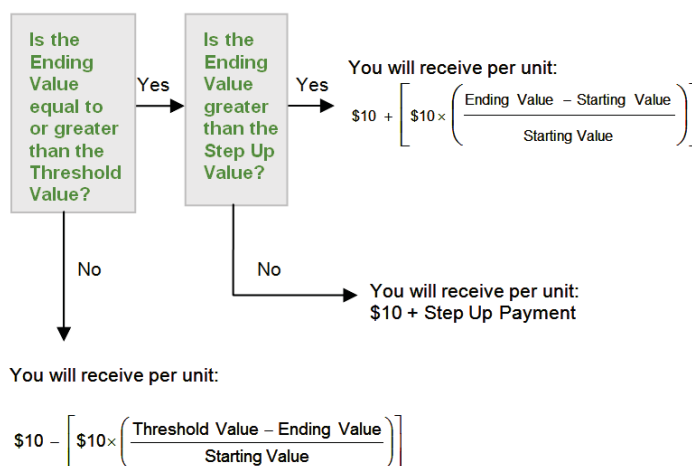 Is the
Ending
Value
equal to
or greater
than the
Threshold
Value?
Yes
Is the
Ending
Value
greater
than the
Step Up
Value?
Yes
You will receive per unit:
$10 + [ $10 × ( Ending Value – Starting Value
Starting Value ) ]
No
No
You will receive per unit:
$10 + Step Up Payment
You will receive per unit:
$10 – [ $10× ( Threshold Value – Ending Value
Starting Value ) ]